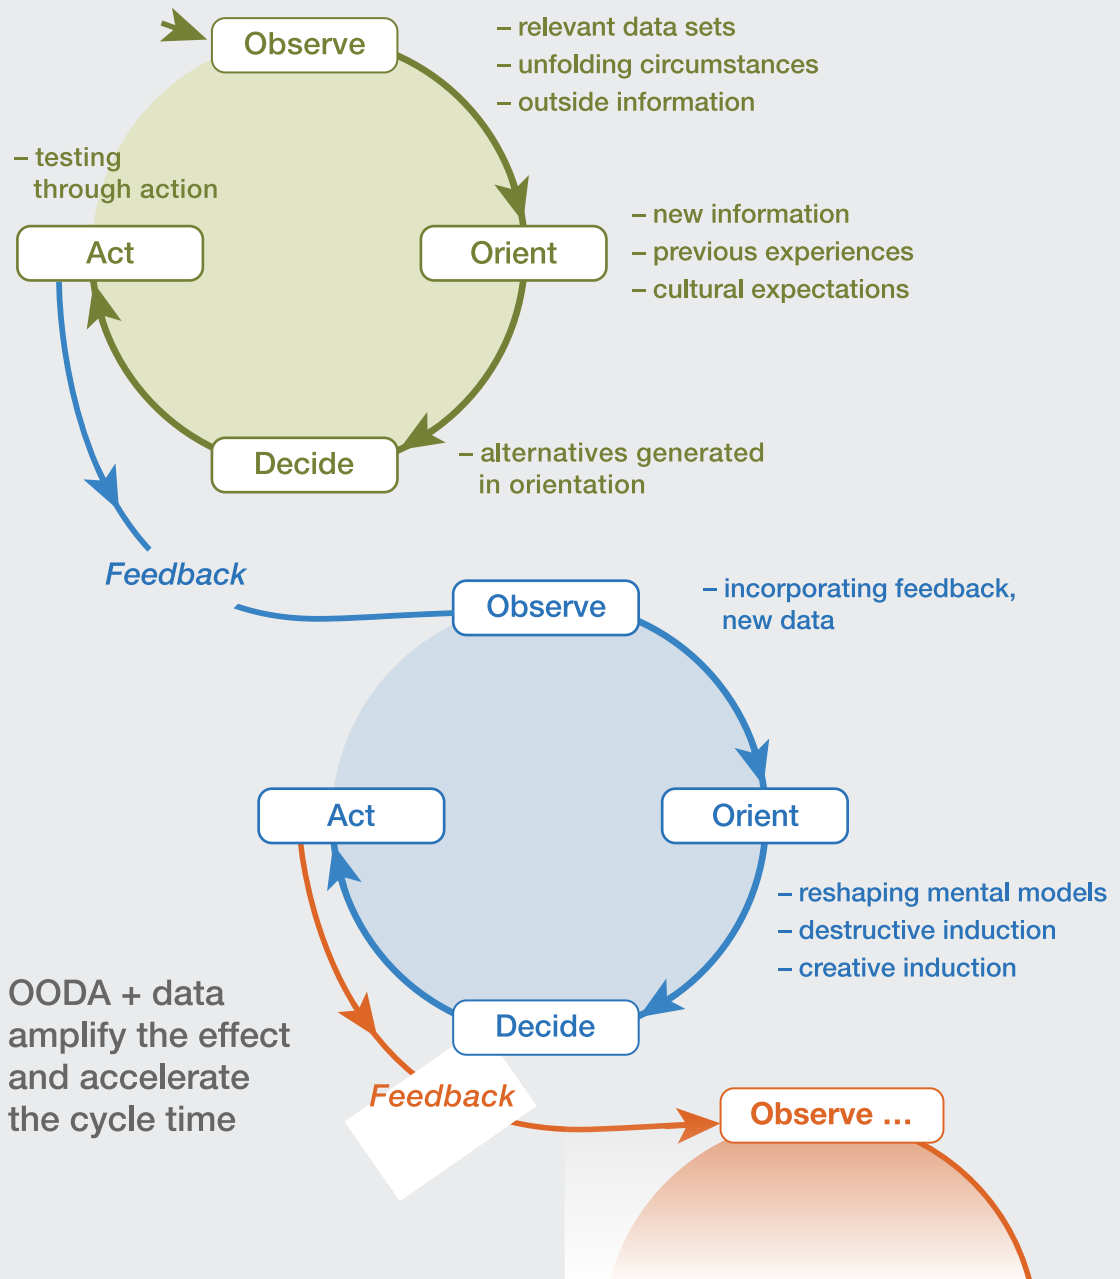 Observe
– relevant data sets
– unfolding circumstances
– outside information
– testing
through action
Act
Orient
– new information
– previous experiences
– cultural expectations
Decide
– alternatives generated
in orientation
Feedback
Observe
– incorporating feedback,
new data
Act
Orient
– reshaping mental models
– destructive induction
– creative induction
Decide
OODA + data
amplify the effect
and accelerate
the cycle time
Feedback
Observe ...